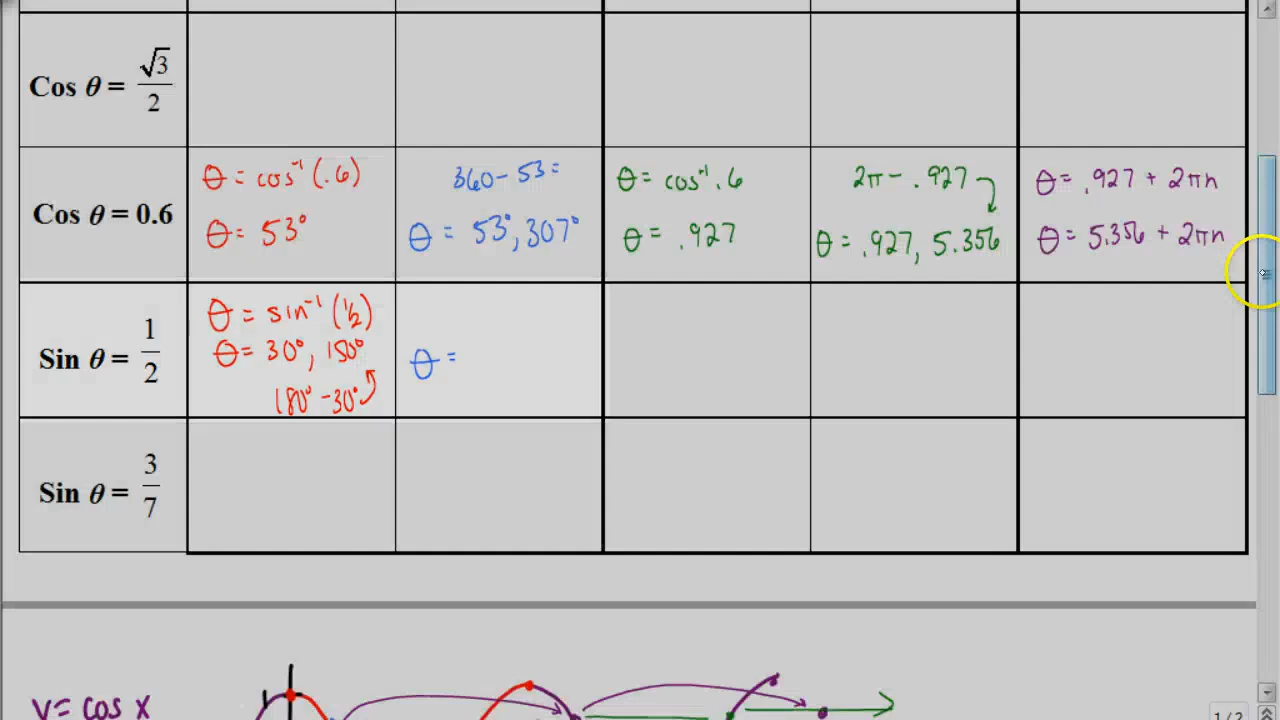 Cos θ = √3/2
Cos θ = 0.6
θ = cos⁻¹ (.6)
θ = 53°
360 - 53 =
θ = 53°, 307°
θ = cos⁻¹ .6
θ = .927
2π - .927
θ = .927, 5.356
θ = .927 + 2πn
θ = 5.356 + 2πn
Sin θ = 1/2
θ = sin⁻¹ (1/2)
θ = 30°, 150°
180° - 30°
θ =
Sin θ = 3/7
y = cos x
1/2